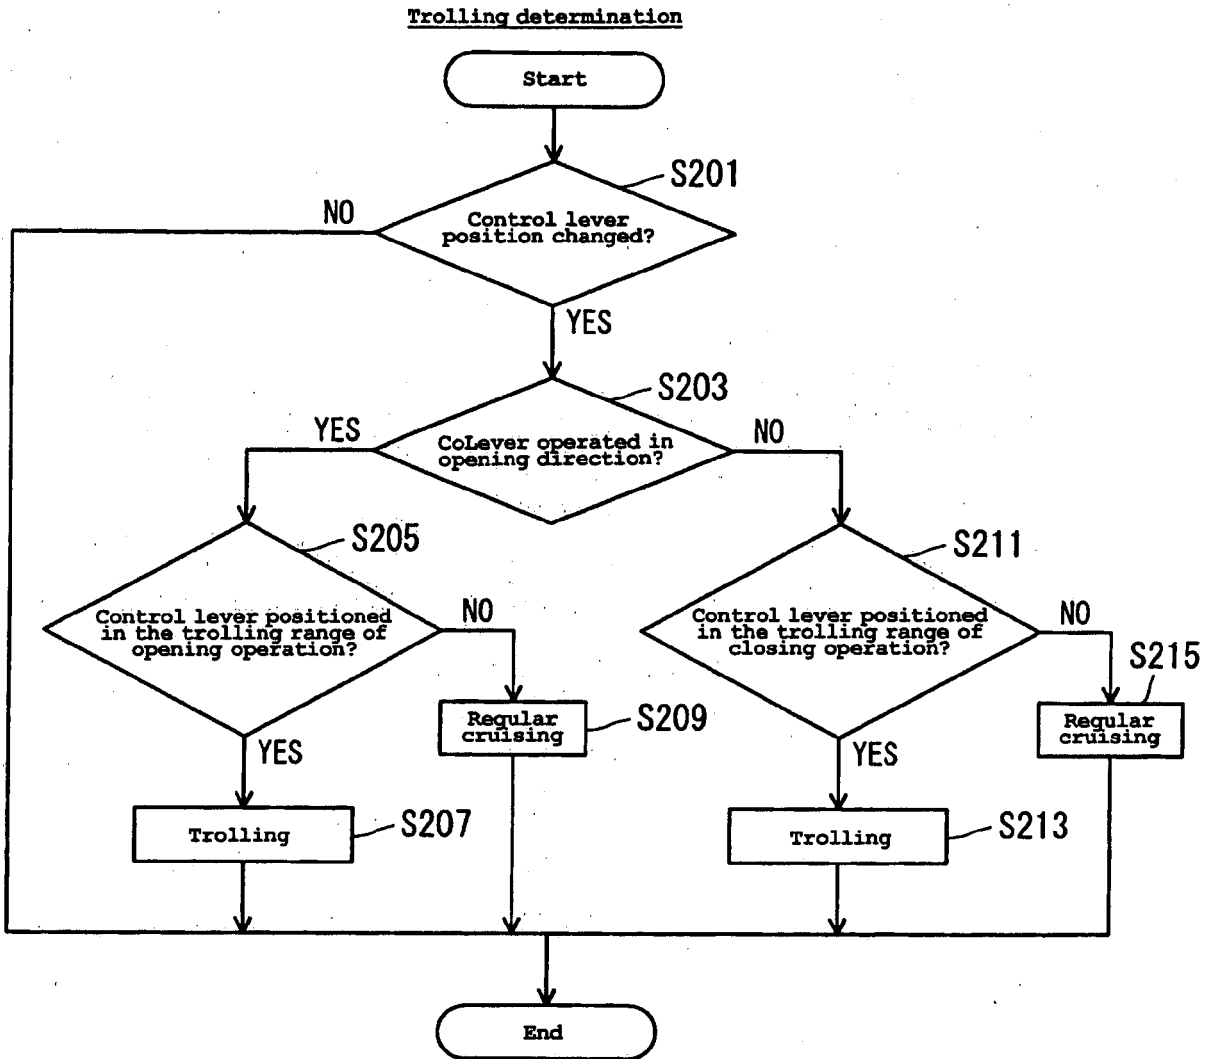 Trolling determination
Start
S201
NO
Control lever
position changed?
YES
S203
YES
NO
CoLever operated in
opening direction?
S205
S211
Control lever positioned
in the trolling range of
opening operation?
NO
Control lever positioned
in the trolling range of
closing operation?
NO
S215
Regular
cruising
S209
Regular
cruising
YES
YES
Trolling
S207
Trolling
S213
End